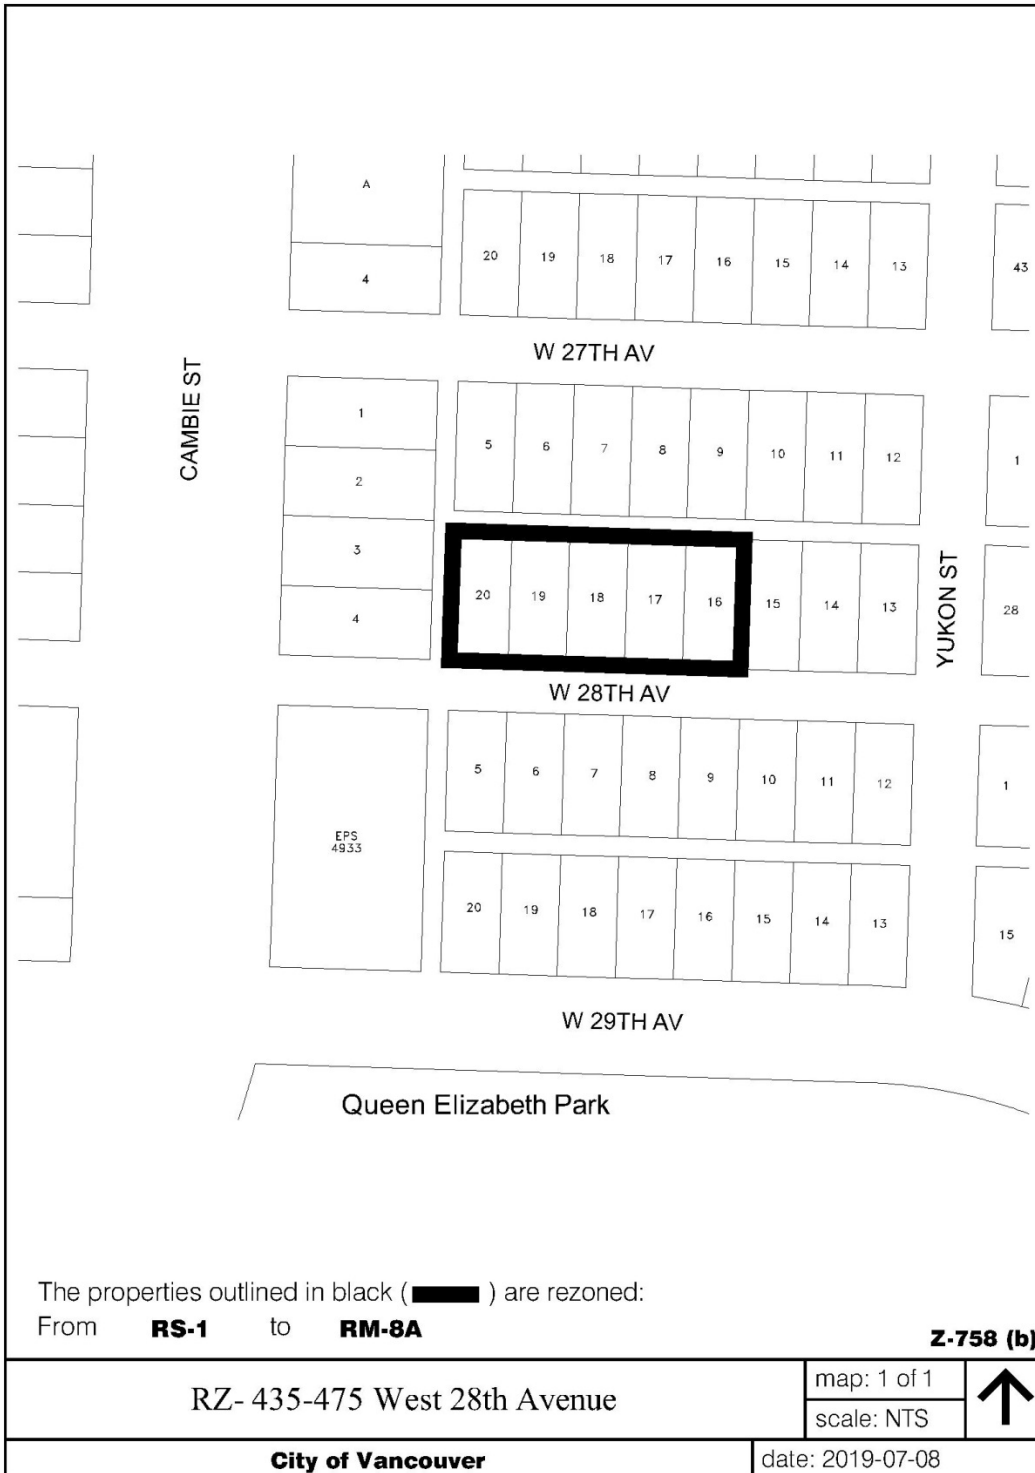 A
4
20 19 18 17 16 15 14 13 43
W 27TH AV
CAMBIE ST
1
2
3
4
5 6 7 8 9 10 11 12 1
20 19 18 17 16 15 14 13 28
YUKON ST
W 28TH AV
5 6 7 8 9 10 11 12 1
EPS
4933
20 19 18 17 16 15 14 13 15
W 29TH AV
Queen Elizabeth Park
The properties outlined in black ( ) are rezoned:
From RS-1 to RM-8A
Z-758 (b)
RZ- 435-475 West 28th Avenue
map: 1 of 1
scale: NTS
City of Vancouver
date: 2019-07-08